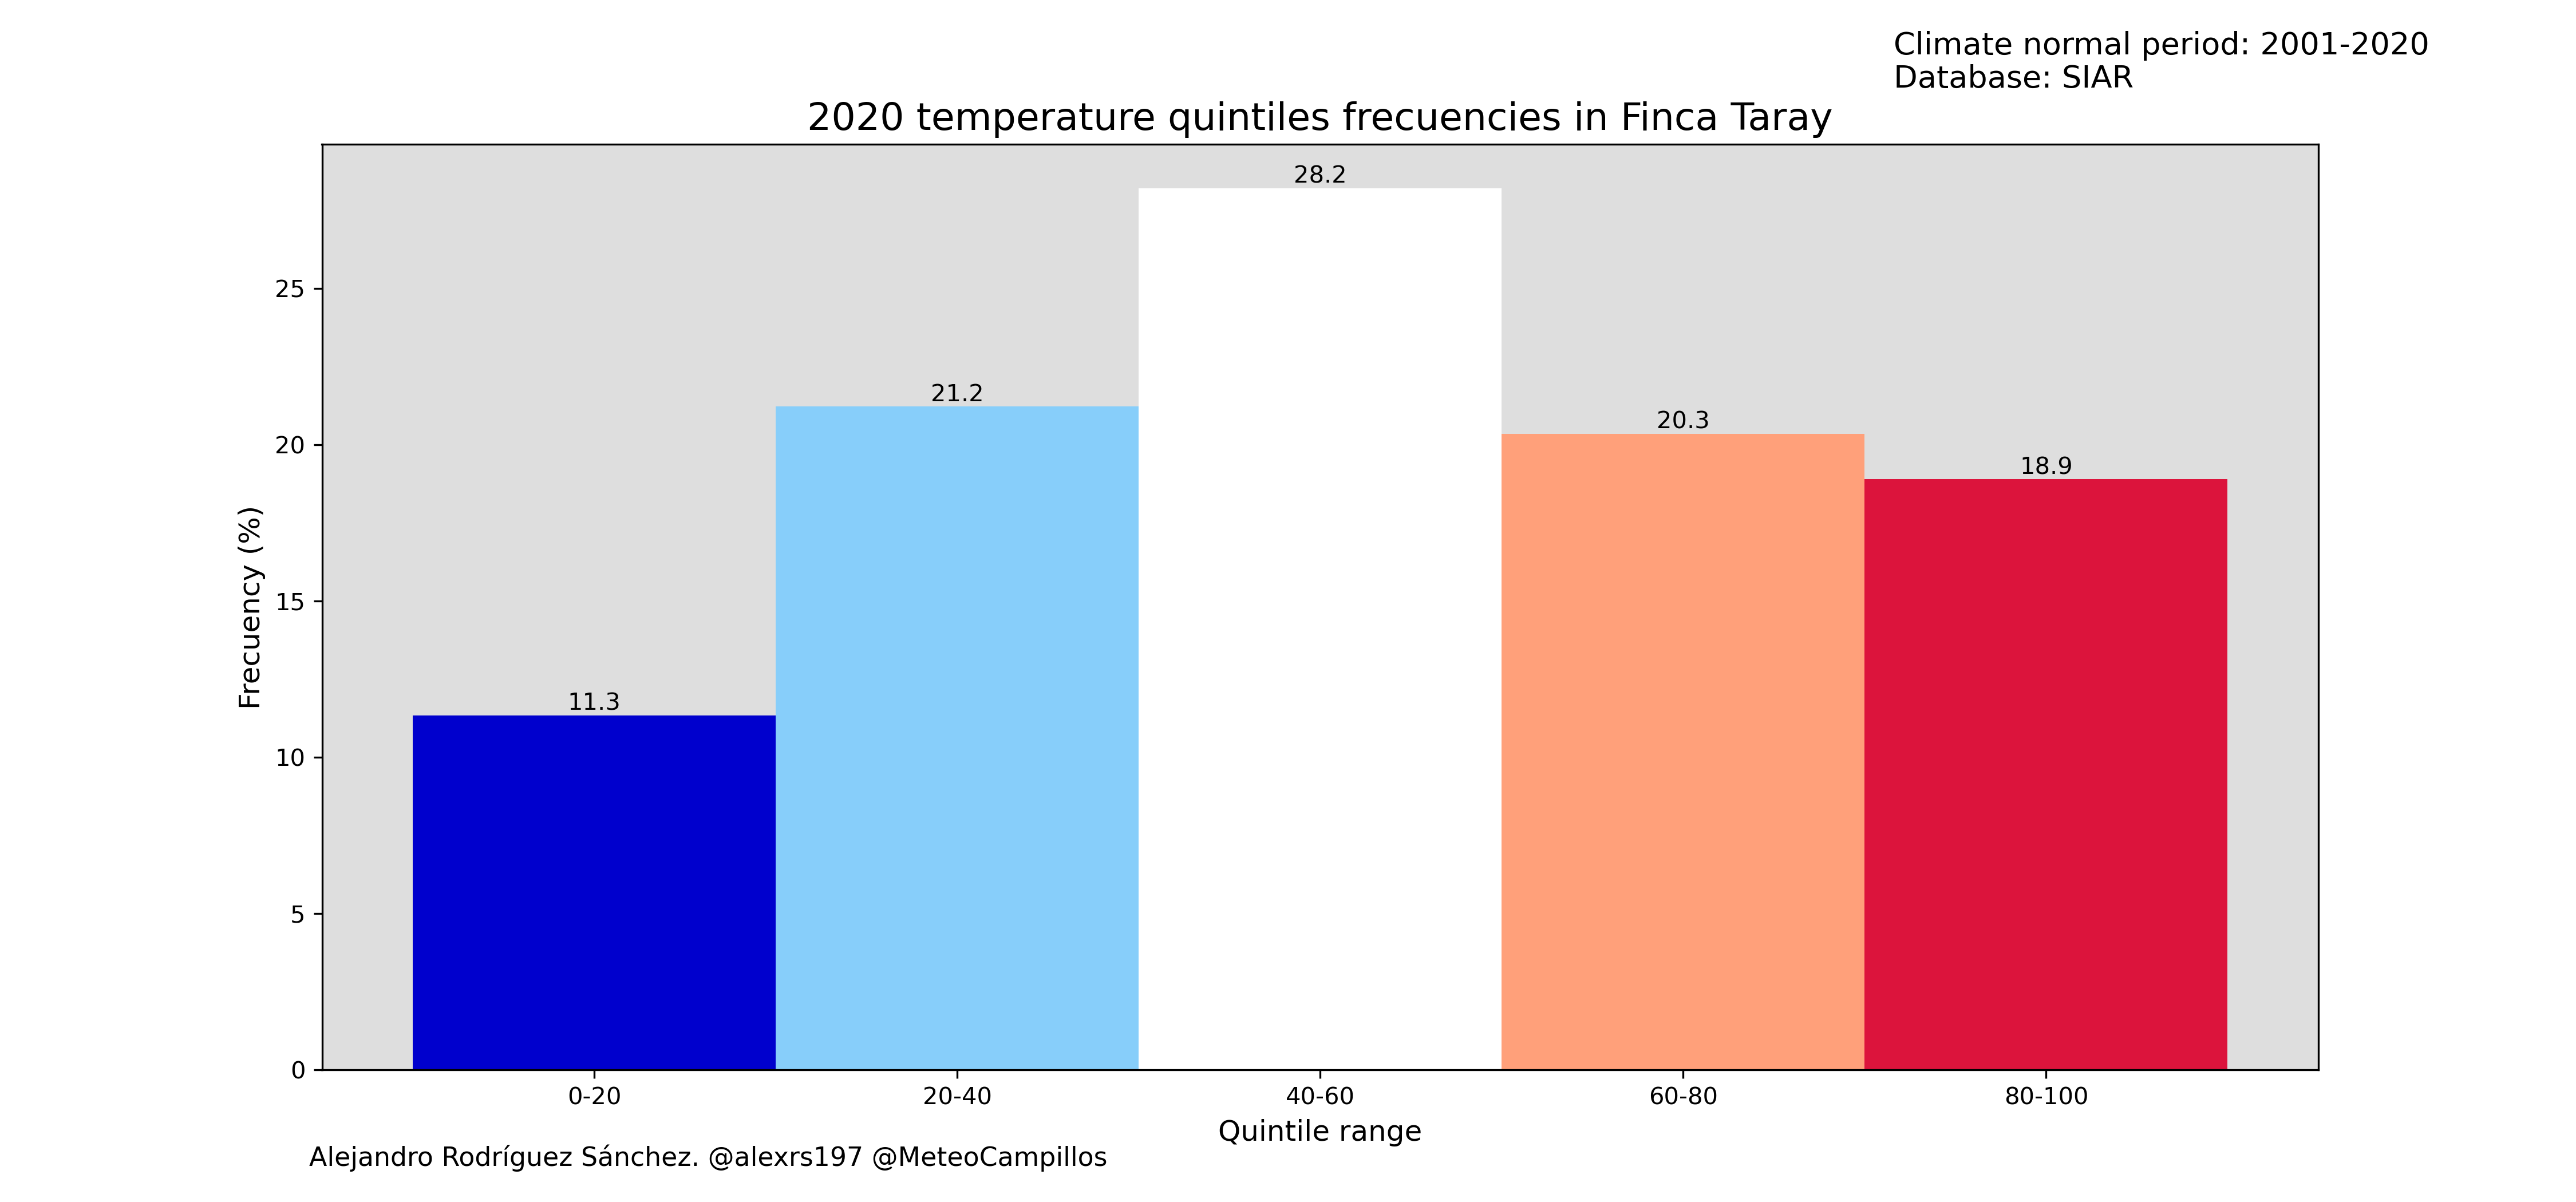 Climate normal period: 2001-2020
Database: SIAR
2020 temperature quintiles frecuencies in Finca Taray
28.2
25
21.2
20.3
20
18.9
15
11.3
10
5
0
Frecuency (%)
0-20 20-40 40-60 60-80 80-100
Quintile range
Alejandro Rodríguez Sánchez. @alexrs197 @MeteoCampillos